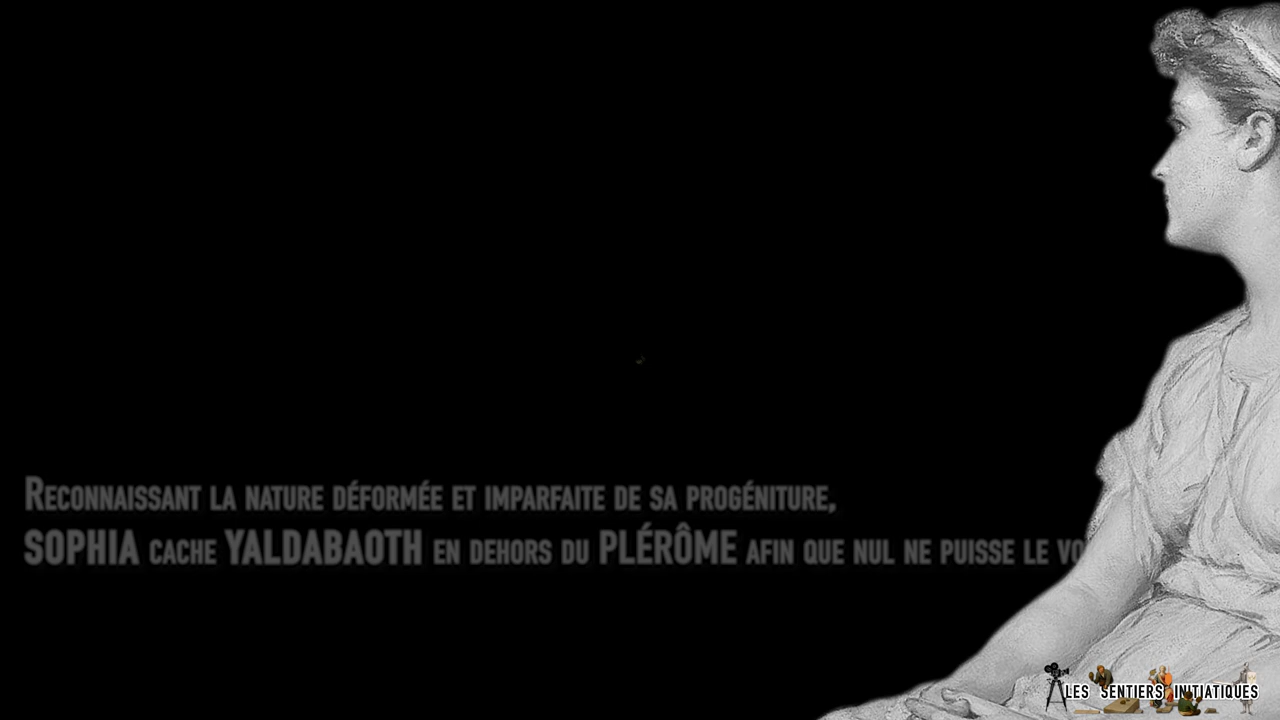 Reconnaissant la nature déformée et imparfaite de sa progéniture,
SOPHIA cache YALDABAOTH en dehors du PLÉRÔME afin que nul ne puisse le
LES SENTIERS INITIATIQUES